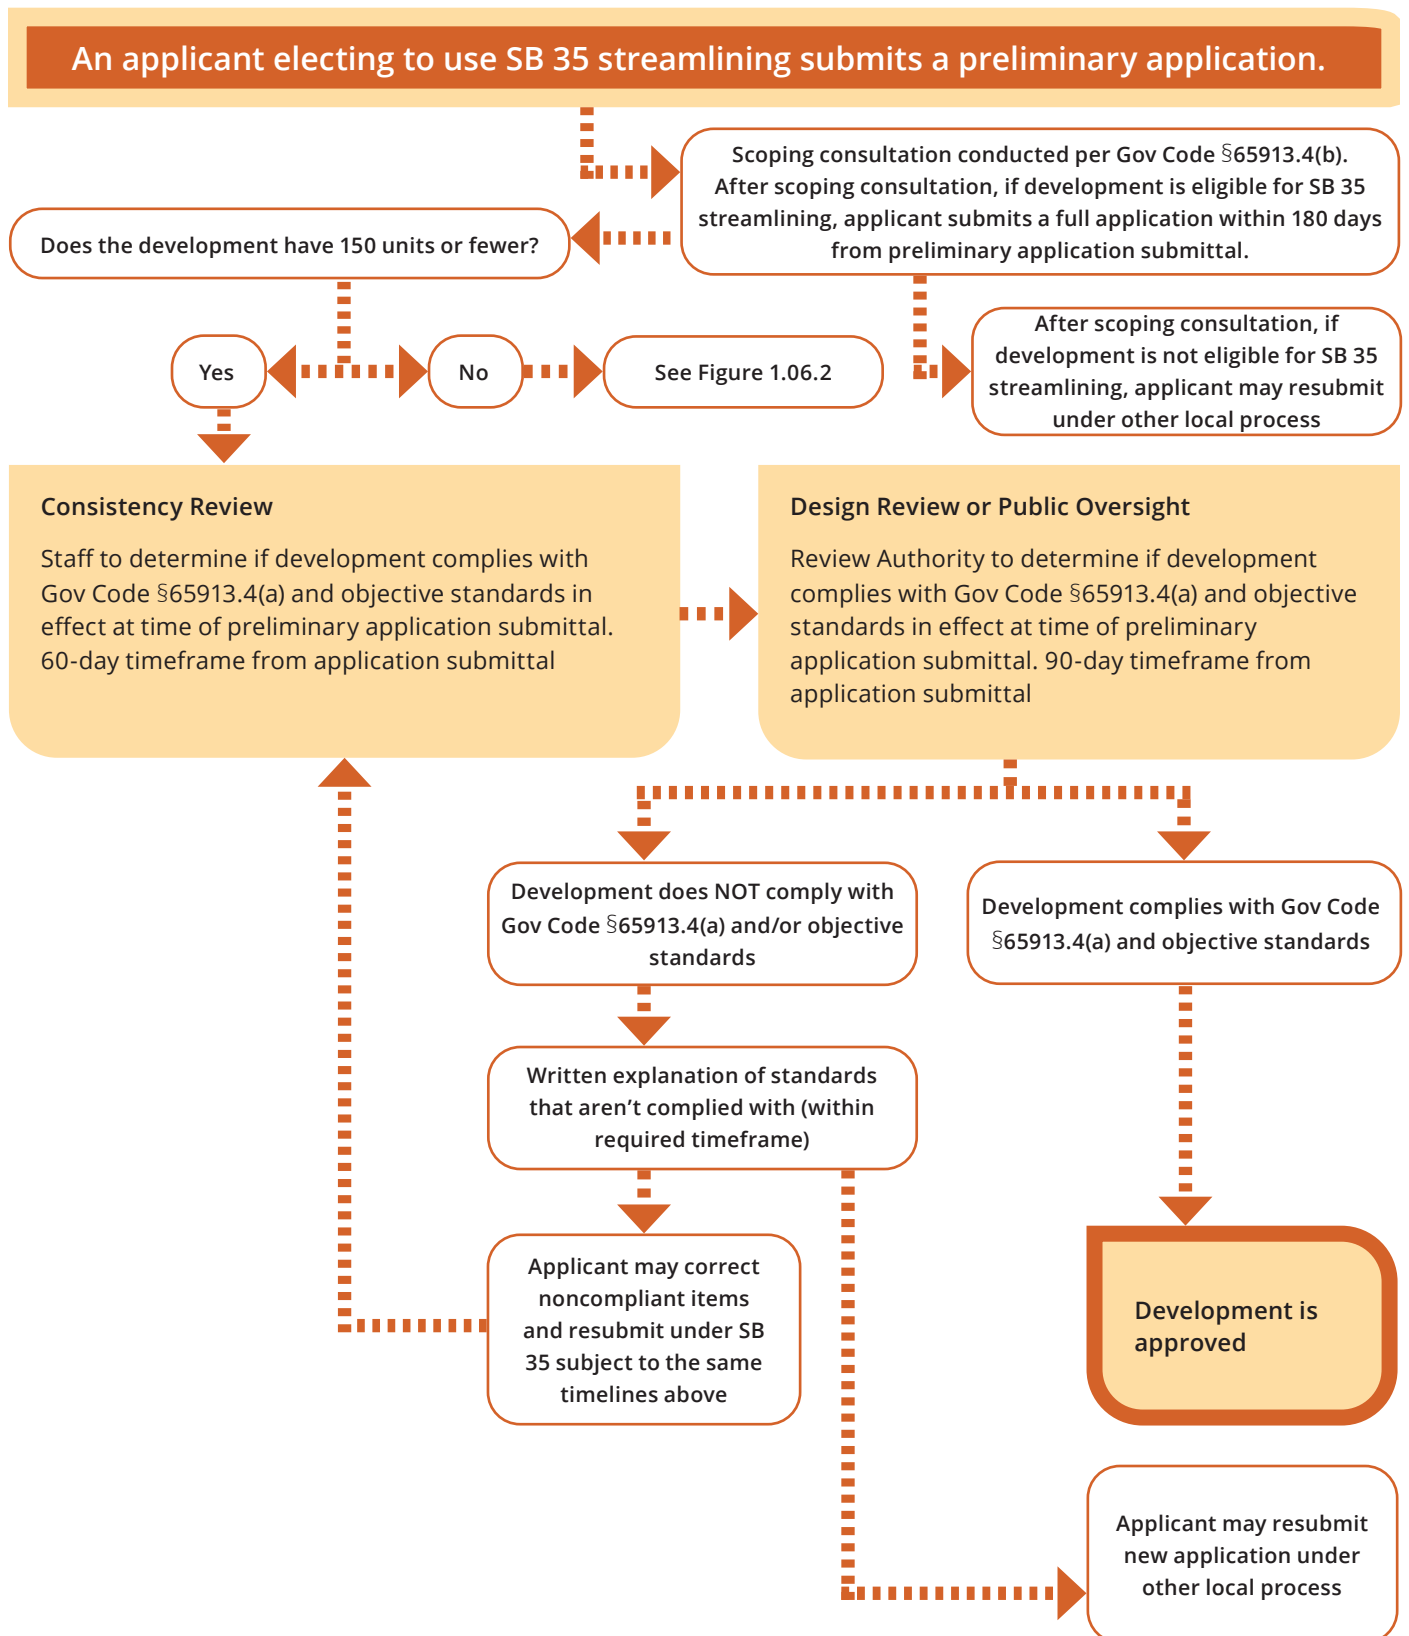 An applicant electing to use SB 35 streamlining submits a preliminary application.
Scoping consultation conducted per Gov Code §65913.4(b).
After scoping consultation, if development is eligible for SB 35
streamlining, applicant submits a full application within 180 days
from preliminary application submittal.
Does the development have 150 units or fewer?
After scoping consultation, if
development is not eligible for SB 35
streamlining, applicant may resubmit
under other local process
Yes
No
See Figure 1.06.2
Consistency Review
Staff to determine if development complies with
Gov Code §65913.4(a) and objective standards in
effect at time of preliminary application submittal.
60-day timeframe from application submittal
Design Review or Public Oversight
Review Authority to determine if development
complies with Gov Code §65913.4(a) and objective
standards in effect at time of preliminary
application submittal. 90-day timeframe from
application submittal
Development does NOT comply with
Gov Code §65913.4(a) and/or objective
standards
Development complies with Gov Code
§65913.4(a) and objective standards
Written explanation of standards
that aren’t complied with (within
required timeframe)
Applicant may correct
noncompliant items
and resubmit under SB
35 subject to the same
timelines above
Development is
approved
Applicant may resubmit
new application under
other local process